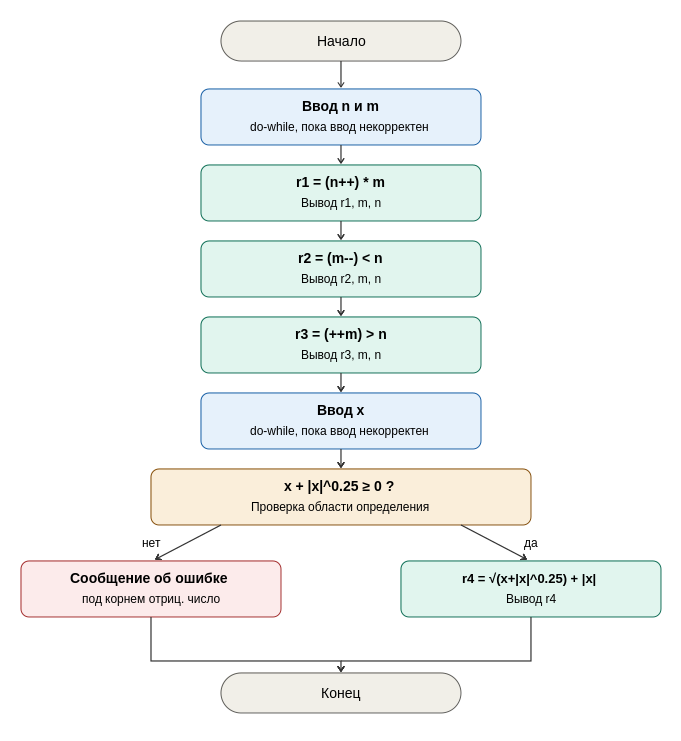 Начало
Ввод n и m
do-while, пока ввод некорректен
r1 = (n++) * m
Вывод r1, m, n
r2 = (m--) < n
Вывод r2, m, n
r3 = (++m) > n
Вывод r3, m, n
Ввод x
do-while, пока ввод некорректен
x + |x|^0.25 ≥ 0 ?
Проверка области определения
нет
да
Сообщение об ошибке
под корнем отриц. число
r4 = √(x+|x|^0.25) + |x|
Вывод r4
Конец